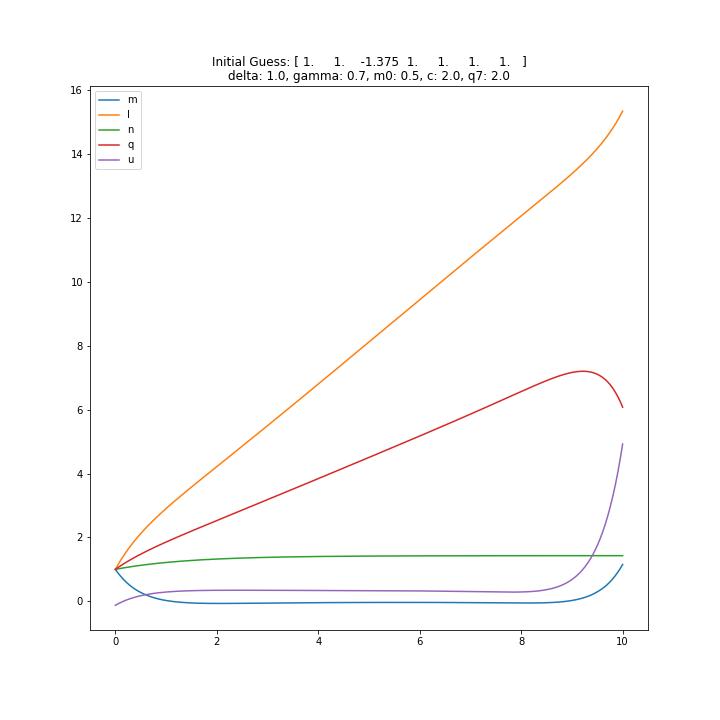 Initial Guess: [ 1. 1. -1.375 1. 1. 1. 1. ]
delta: 1.0, gamma: 0.7, m0: 0.5, c: 2.0, q7: 2.0
16
m
l
n
q
u
14
12
10
8
6
4
2
0
0 2 4 6 8 10